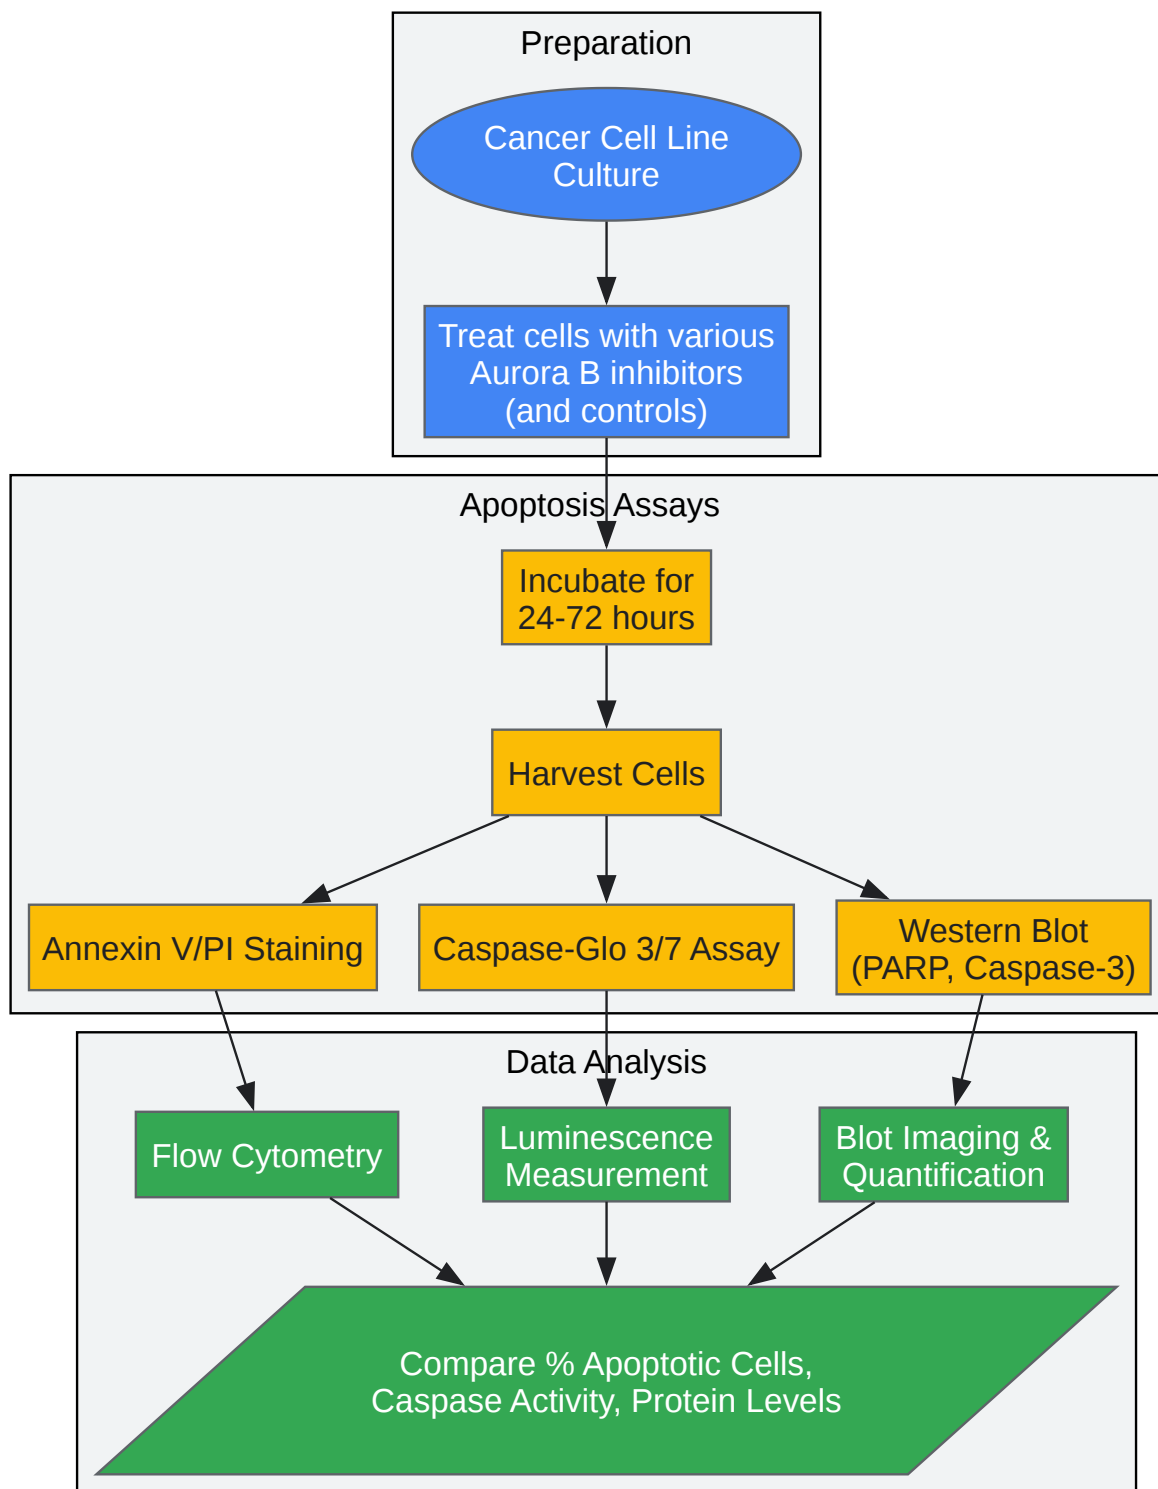 Preparation
Cancer Cell Line
Culture
Treat cells with various
Aurora B inhibitors
(and controls)
Apoptosis Assays
Incubate for
24-72 hours
Harvest Cells
Annexin V/PI Staining
Caspase-Glo 3/7 Assay
Western Blot
(PARP, Caspase-3)
Data Analysis
Flow Cytometry
Luminescence
Measurement
Blot Imaging &
Quantification
Compare % Apoptotic Cells,
Caspase Activity, Protein Levels